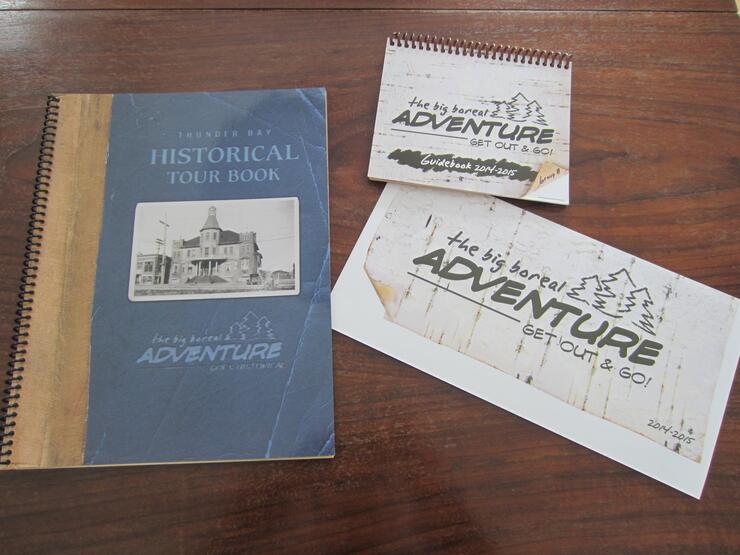 THUNDER BAY
HISTORICAL
TOUR BOOK
the big boreal
ADVENTURE
the big boreal
ADVENTURE
GET OUT & GO!
Guidebook 2014-2015
the big boreal
ADVENTURE
GET OUT & GO!
2014-2015